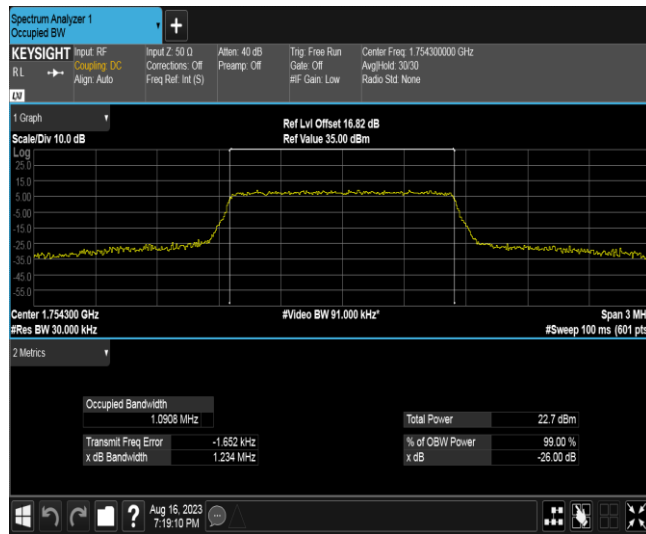 Spectrum Analyzer 1
Occupied BW
+
KEYSIGHT Input: RF Input Z: 50 Ω Atten: 40 dB Trig: Free Run Center Freq: 1.754300000 GHz
RL Coupling: DC Corrections: Off Preamp: Off Gate: Off Avg|Hold: 30/30
Align: Auto Freq Ref: Int (S) #IF Gain: Low Radio Std: None
LXI
1 Graph
Ref Lvl Offset 16.82 dB
Scale/Div 10.0 dB Ref Value 35.00 dBm
Log
25.0
15.0
5.00
-5.00
-15.0
-25.0
-35.0
-45.0
-55.0
Center 1.754300 GHz #Video BW 91.000 kHz* Span 3 MH
#Res BW 30.000 kHz #Sweep 100 ms (601 pts
2 Metrics
Occupied Bandwidth
1.0908 MHz Total Power 22.7 dBm
Transmit Freq Error -1.652 kHz % of OBW Power 99.00 %
x dB Bandwidth 1.234 MHz x dB -26.00 dB
? Aug 16, 2023
7:19:10 PM